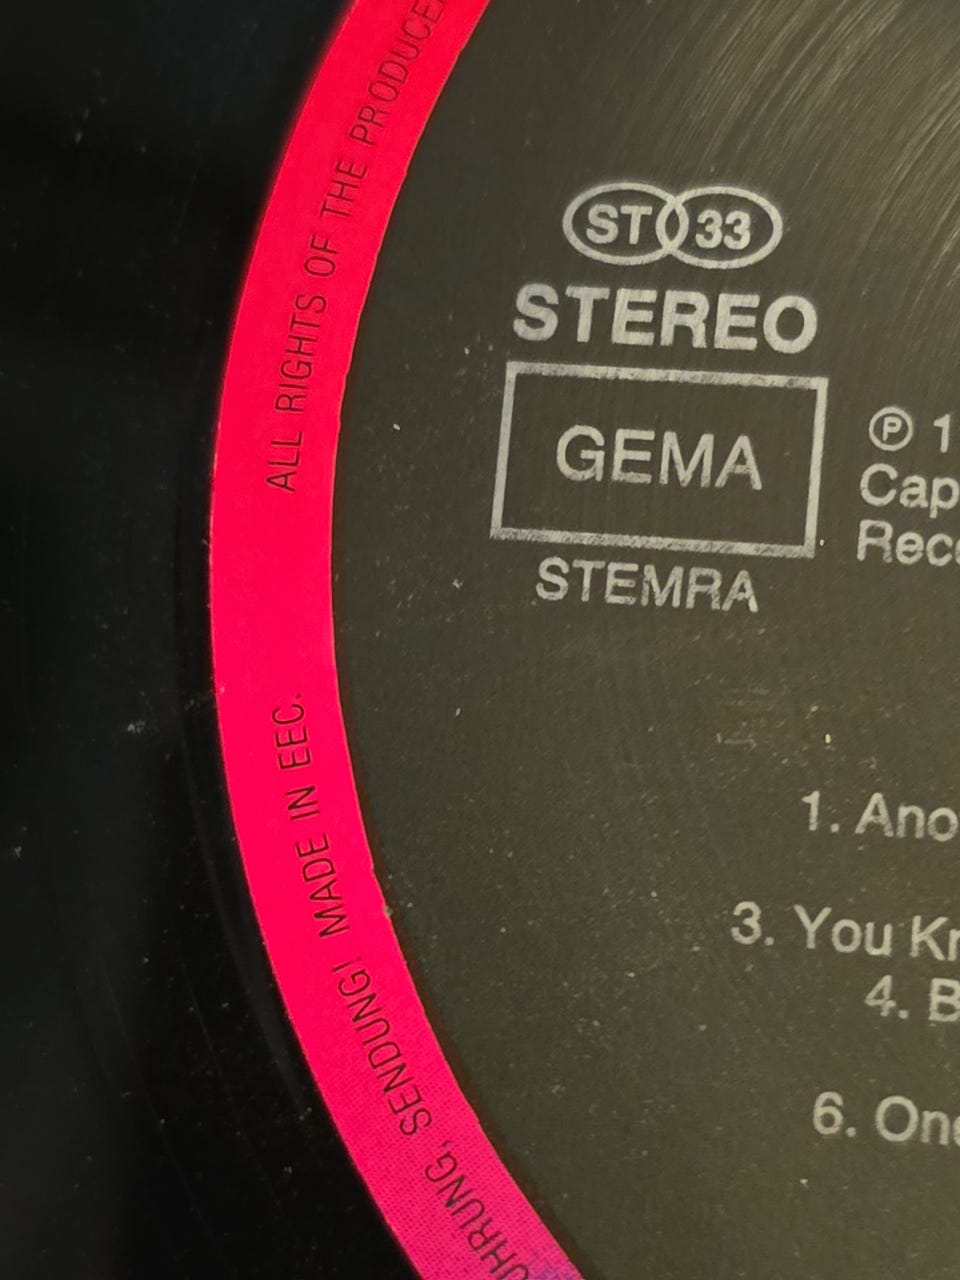 ALL RIGHTS OF THE PRODUCE
ST 33
STEREO
GEMA
STEMRA
℗ 1
Cap
Rec
1. Ano
3. You Kn
4. B
6. One
UHRUNG, SENDUNG! MADE IN EEC.